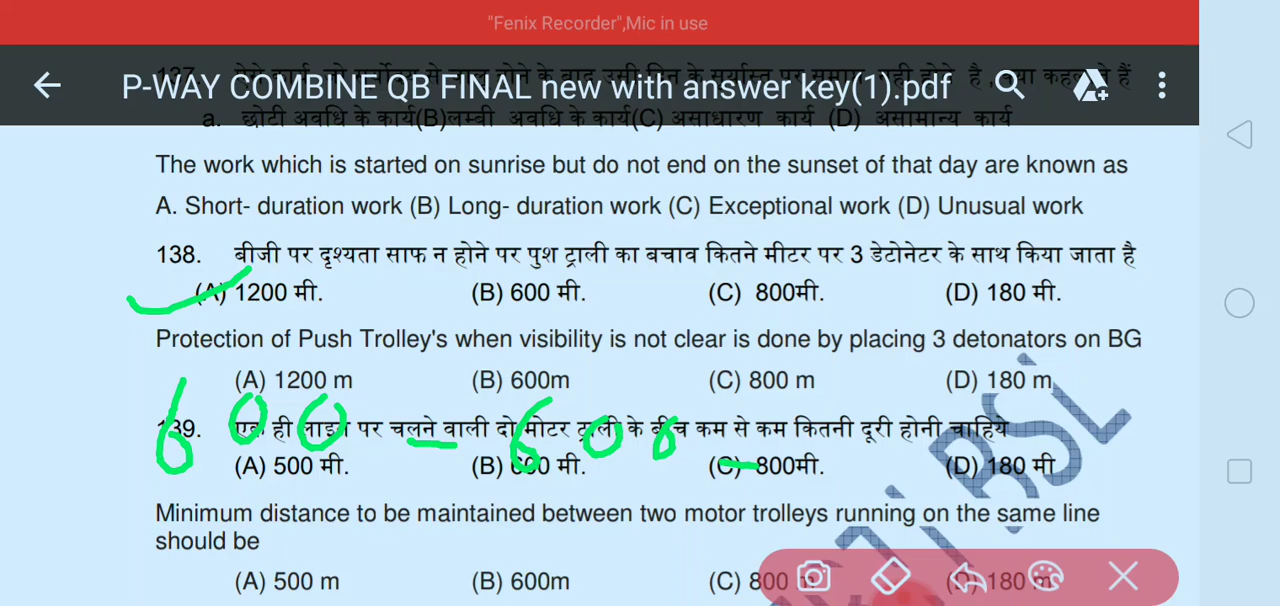 "Fenix Recorder",Mic in use
P-WAY COMBINE QB FINAL new with answer key(1).pdf
a. छोटी अवधि के कार्य(B)लम्बी अवधि के कार्य(C) असाधारण कार्य (D) असामान्य कार्य
The work which is started on sunrise but do not end on the sunset of that day are known as
A. Short- duration work (B) Long- duration work (C) Exceptional work (D) Unusual work
138. बीजी पर दृश्यता साफ न होने पर पुश ट्राली का बचाव कितने मीटर पर 3 डेटोनेटर के साथ किया जाता है
(A) 1200 मी. (B) 600 मी. (C) 800मी. (D) 180 मी.
Protection of Push Trolley's when visibility is not clear is done by placing 3 detonators on BG
(A) 1200 m (B) 600m (C) 800 m (D) 180 m
600 - 600 -
139. एक ही लाइन पर चलने वाली दो मोटर ट्राली के बीच कम से कम कितनी दूरी होनी चाहिये
(A) 500 मी. (B) 600 मी. (C) 800मी. (D) 180 मी
Minimum distance to be maintained between two motor trolleys running on the same line
should be
(A) 500 m (B) 600m (C) 800 m (D) 180 m